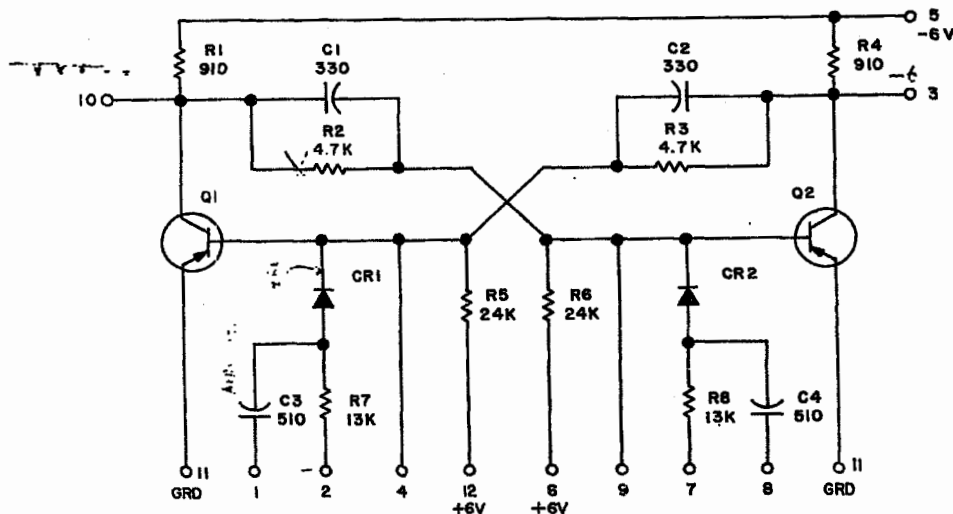 5
-6V
R1
910
C1
330
C2
330
R4
910
10
3
R2
4.7K
R3
4.7K
Q1
Q2
CR1
CR2
R5
24K
R6
24K
C3
510
R7
13K
R8
13K
C4
510
11
GRD
1
2
4
12
+6V
6
+6V
9
7
8
11
GRD